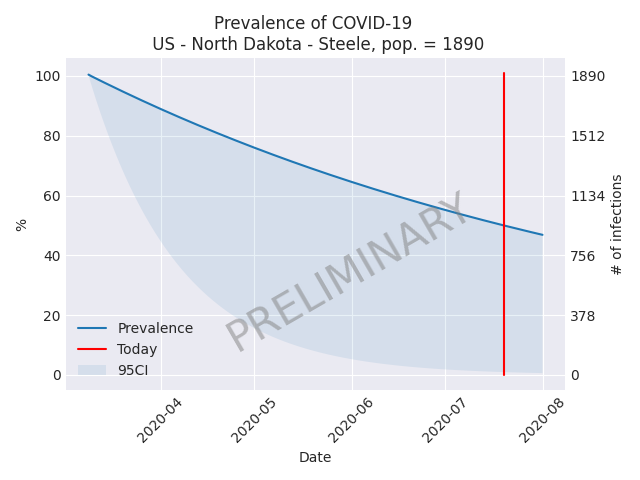 Prevalence of COVID-19
US - North Dakota - Steele, pop. = 1890
100
80
60
40
20
0
%
1890
1512
1134
756
378
0
# of infections
PRELIMINARY
Prevalence
Today
95CI
2020-04
2020-05
2020-06
2020-07
2020-08
Date